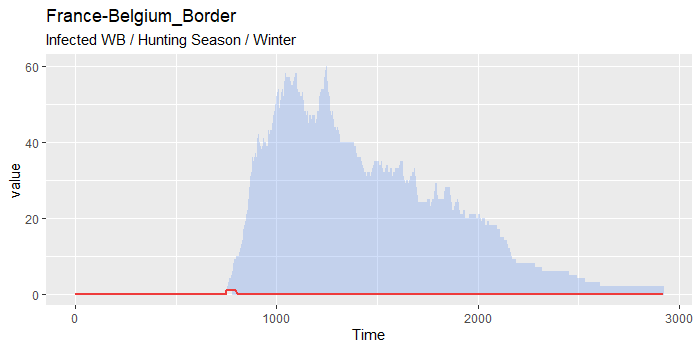 France-Belgium_Border
Infected WB / Hunting Season / Winter
60
40
20
0
value
0 1000 2000 3000
Time